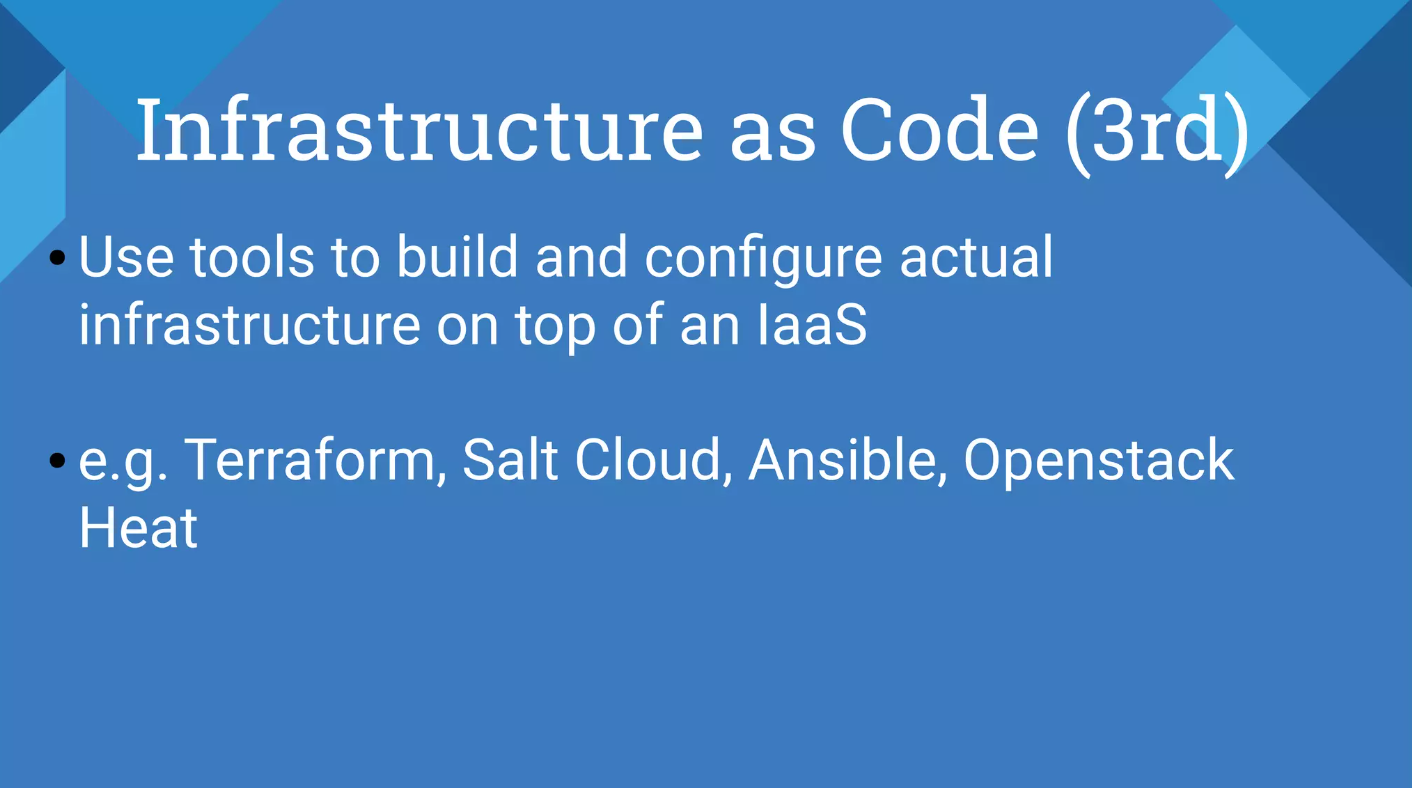 Infrastructure as Code (3rd)
• Use tools to build and configure actual
infrastructure on top of an IaaS
• e.g. Terraform, Salt Cloud, Ansible, Openstack
Heat